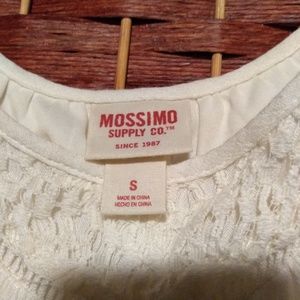 MOSSIMO
SUPPLY CO.™
SINCE 1987
S
MADE IN CHINA
HECHO EN CHINA